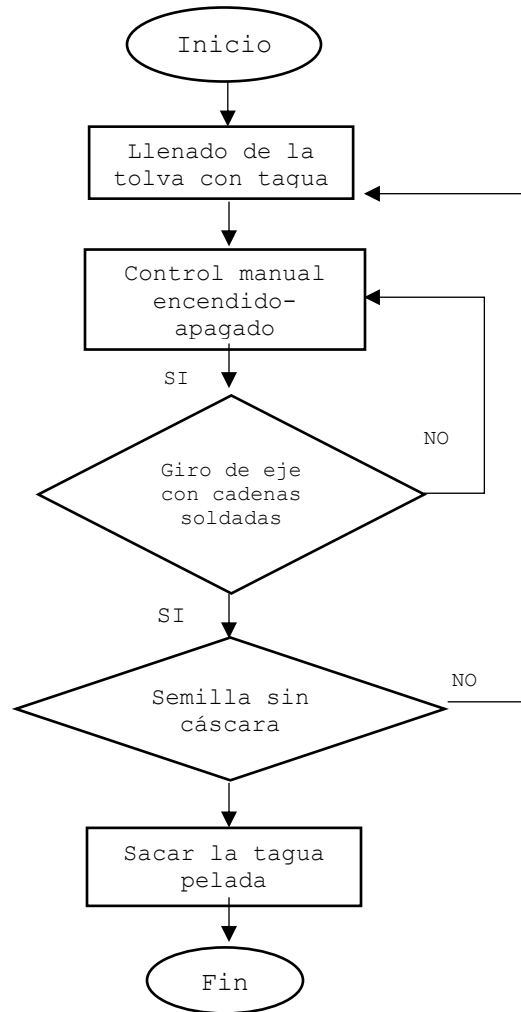 Inicio
Llenado de la
tolva con tagua
Control manual
encendido-
apagado
SI
NO
Giro de eje
con cadenas
soldadas
SI
NO
Semilla sin
cáscara
Sacar la tagua
pelada
Fin